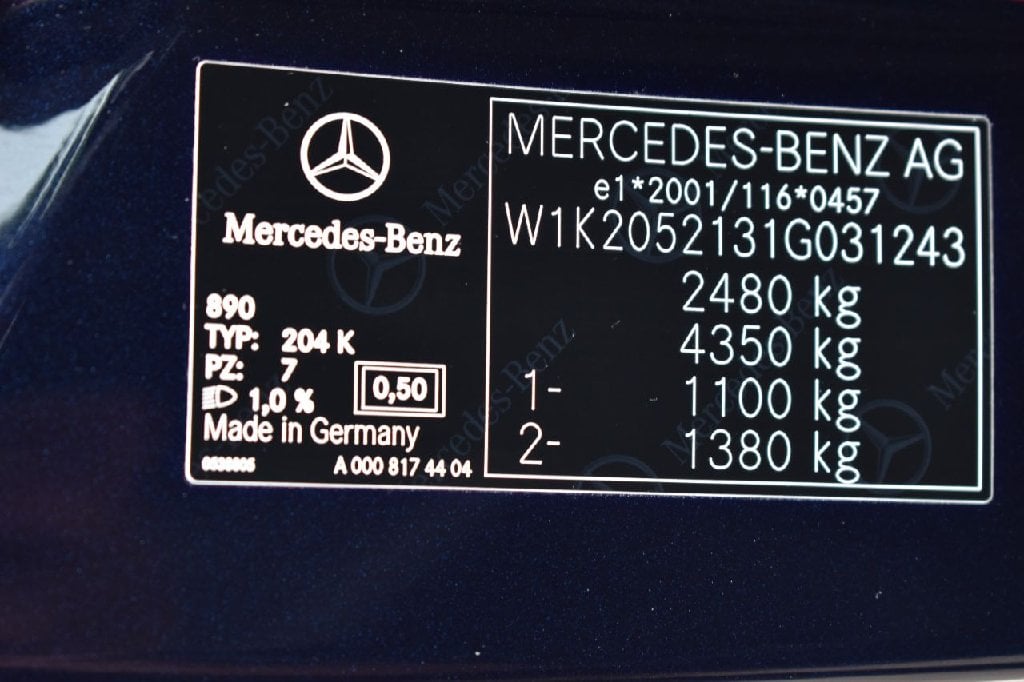 Mercedes-Benz
890
TYP: 204 K
PZ: 7
1,0 %
0,50
Made in Germany
A 000 817 44 04
MERCEDES-BENZ AG
e1*2001/116*0457
W1K2052131G031243
2480 kg
4350 kg
1- 1100 kg
2- 1380 kg